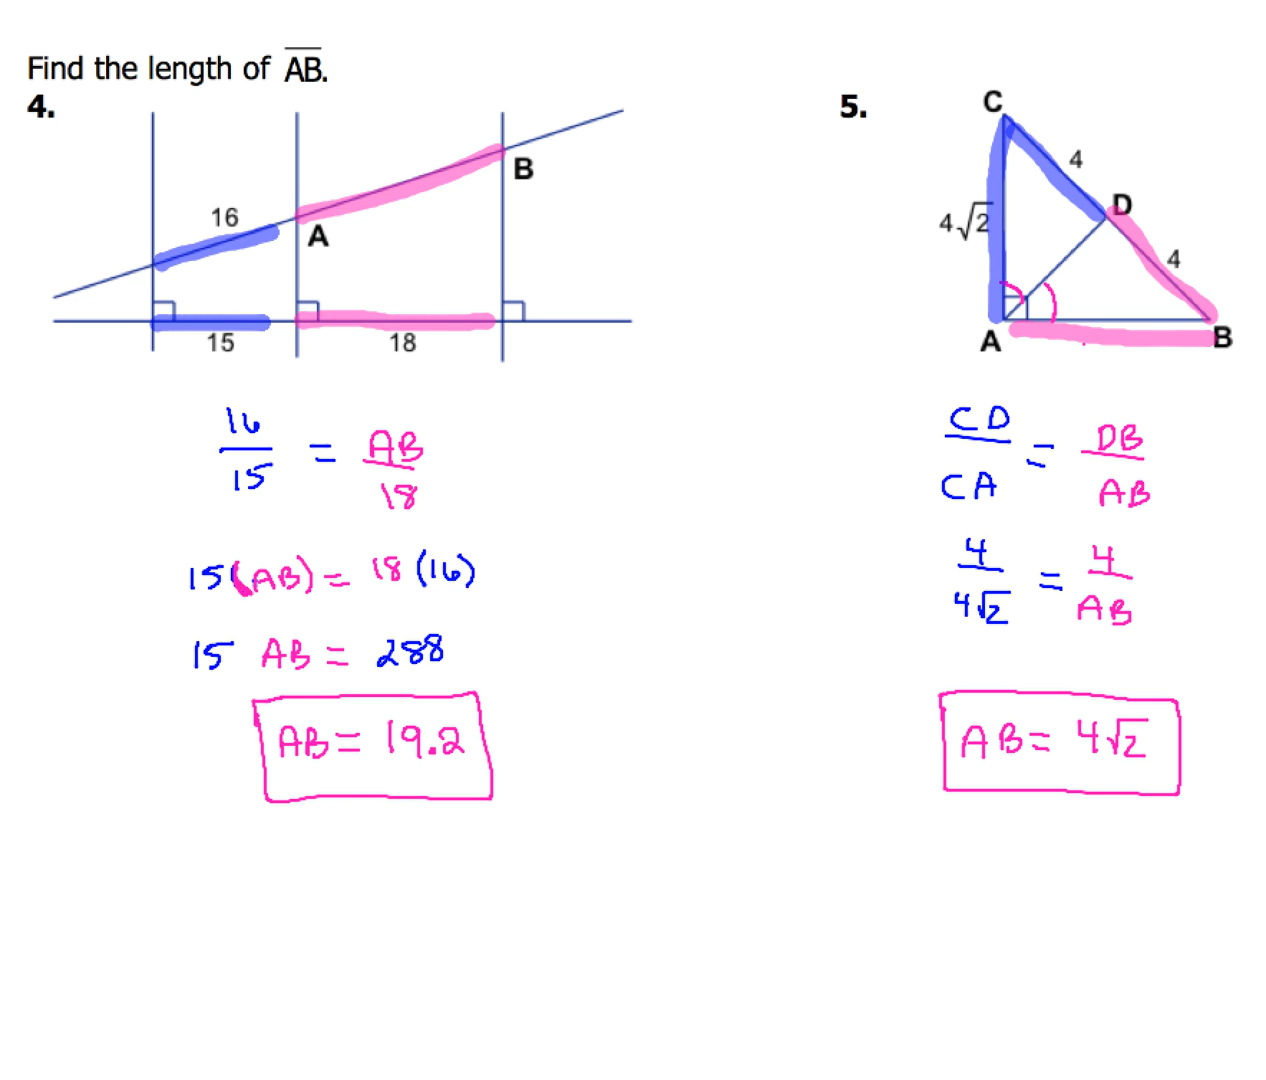 Find the length of AB.
4.
16
A
B
15
18
16/15 = AB/18
15(AB) = 18(16)
15 AB = 288
AB = 19.2
5.
C
4
4√2
D
4
A
B
CD/CA = DB/AB
4/4√2 = 4/AB
AB = 4√2